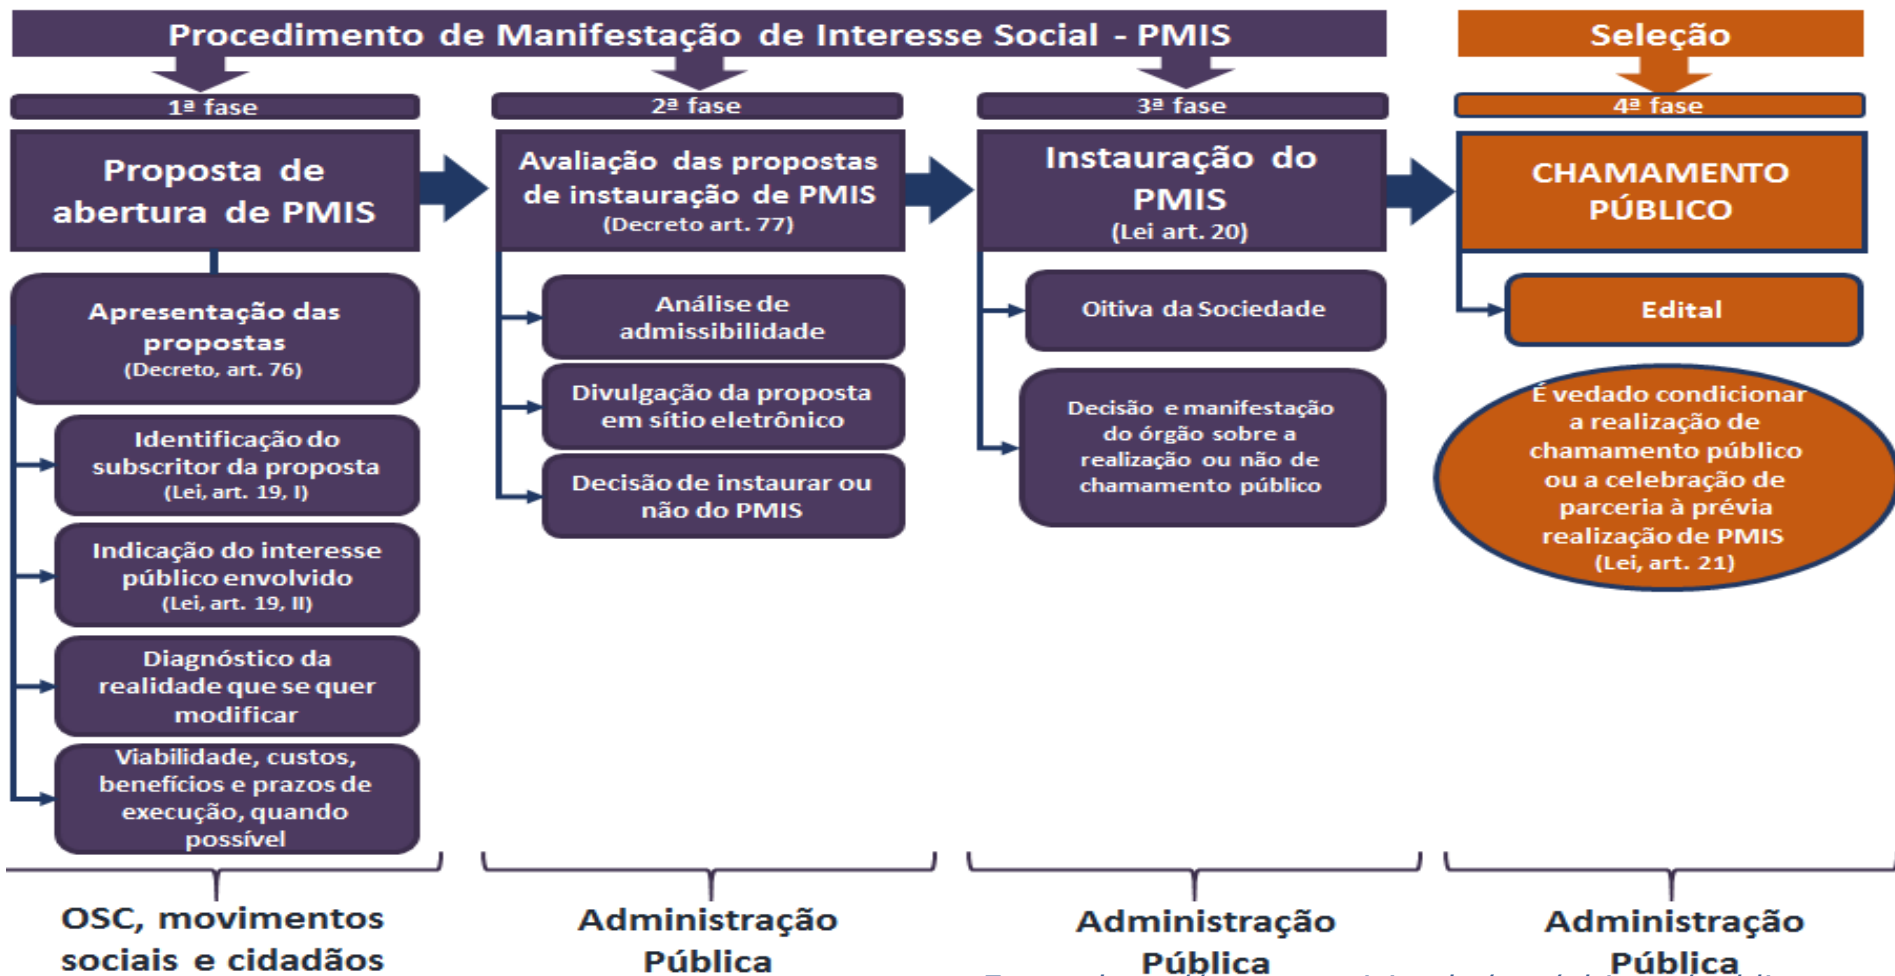 Procedimento de Manifestação de Interesse Social - PMIS
1ª fase
Proposta de
abertura de PMIS
Apresentação das
propostas
(Decreto, art. 76)
Identificação do
subscritor da proposta
(Lei, art. 19, I)
Indicação do interesse
público envolvido
(Lei, art. 19, II)
Diagnóstico da
realidade que se quer
modificar
Viabilidade, custos,
benefícios e prazos de
execução, quando
possível
OSC, movimentos
sociais e cidadãos
2ª fase
Avaliação das propostas
de instauração de PMIS
(Decreto art. 77)
Análise de
admissibilidade
Divulgação da proposta
em sítio eletrônico
Decisão de instaurar ou
não do PMIS
Administração
Pública
3ª fase
Instauração do
PMIS
(Lei art. 20)
Oitiva da Sociedade
Decisão e manifestação
do órgão sobre a
realização ou não de
chamamento público
Administração
Pública
Seleção
4ª fase
CHAMAMENTO
PÚBLICO
Edital
É vedado condicionar
a realização de
chamamento público
ou a celebração de
parceria à prévia
realização de PMIS
(Lei, art. 21)
Administração
Pública